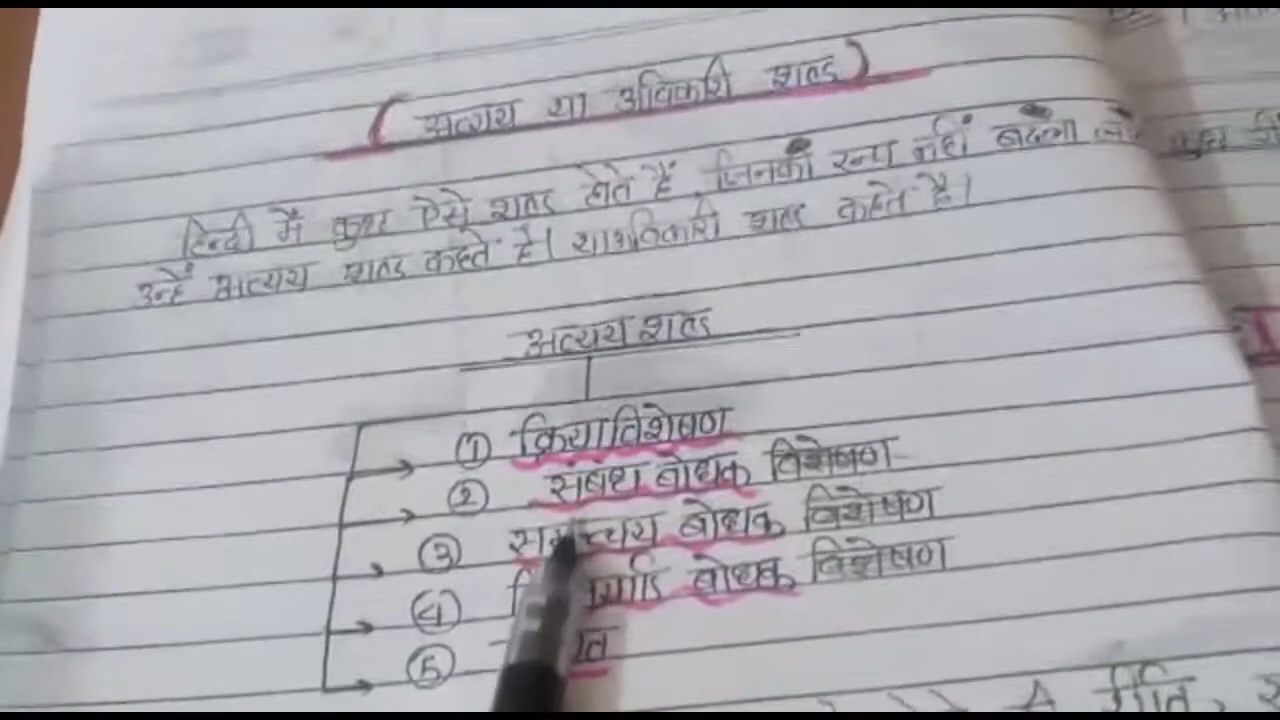 ( अव्यय या अविकारी शब्द )
हिन्दी में कुछ ऐसे शब्द होते हैं, जिनका रूप नहीं बदला जा
उन्हें अव्यय शब्द कहते है। या अविकारी शब्द कहते है।
अव्यय शब्द
① क्रियाविशेषण
② संबंध बोधक विशेषण
③ समुच्चय बोधक विशेषण
④ बोधक विशेषण
⑤
रीति,